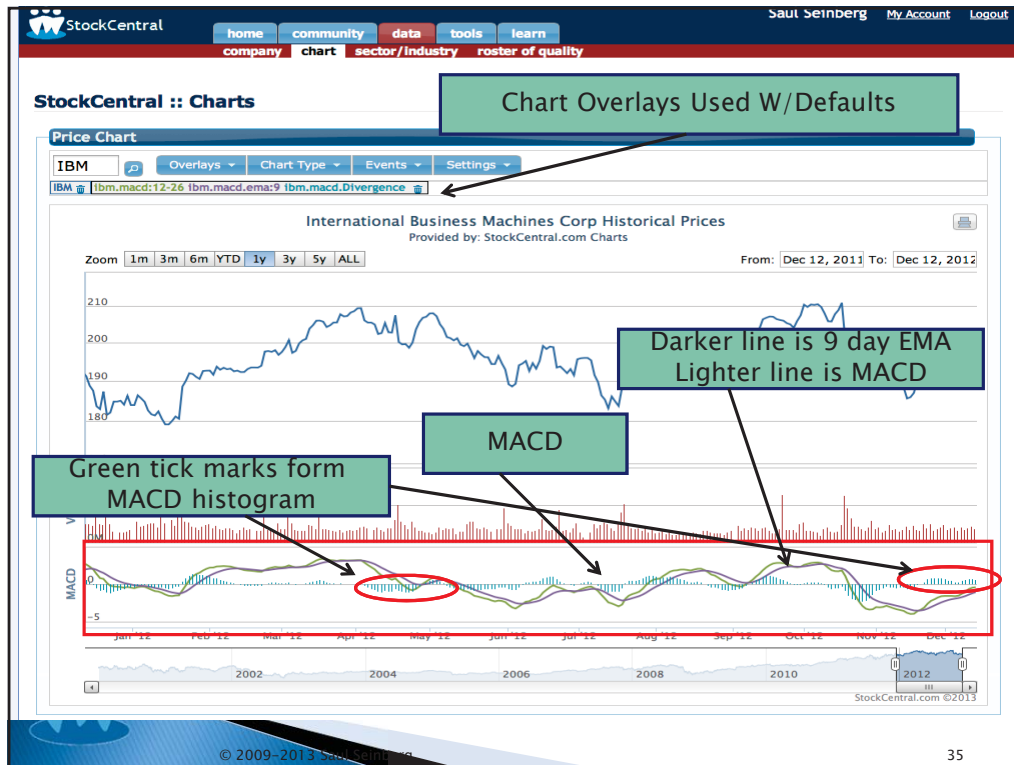 StockCentral
Saul Seinberg My Account Logout
home community data tools learn
company chart sector/industry roster of quality
StockCentral :: Charts
Chart Overlays Used W/Defaults
Price Chart
IBM Overlays Chart Type Events Settings
IBM ibm.macd:12-26 ibm.macd.ema:9 ibm.macd.Divergence
International Business Machines Corp Historical Prices
Provided by: StockCentral.com Charts
Zoom 1m 3m 6m YTD 1y 3y 5y ALL
From: Dec 12, 2011 To: Dec 12, 2012
210
200
190
180
Darker line is 9 day EMA
Lighter line is MACD
MACD
Green tick marks form
MACD histogram
0M
MACD
0
-5
Jan '12 Feb '12 Mar '12 Apr '12 May '12 Jun '12 Jul '12 Aug '12 Sep '12 Oct '12 Nov '12 Dec '12
2002 2004 2006 2008 2010 2012
StockCentral.com ©2013
© 2009-2013 Saul Seinberg
35